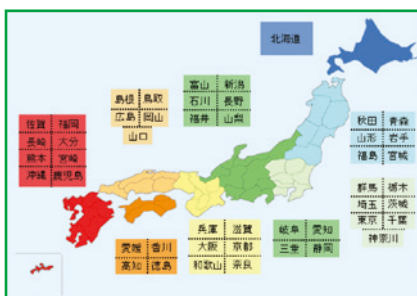 北海道
富山 新潟
石川 長野
福井 山梨
島根 鳥取
広島 岡山
山口
佐賀 福岡
長崎 大分
熊本 宮崎
沖縄 鹿児島
秋田 青森
山形 岩手
福島 宮城
群馬 栃木
埼玉 茨城
東京 千葉
神奈川
愛媛 香川
高知 徳島
兵庫 滋賀
大阪 京都
和歌山 奈良
岐阜 愛知
三重 静岡